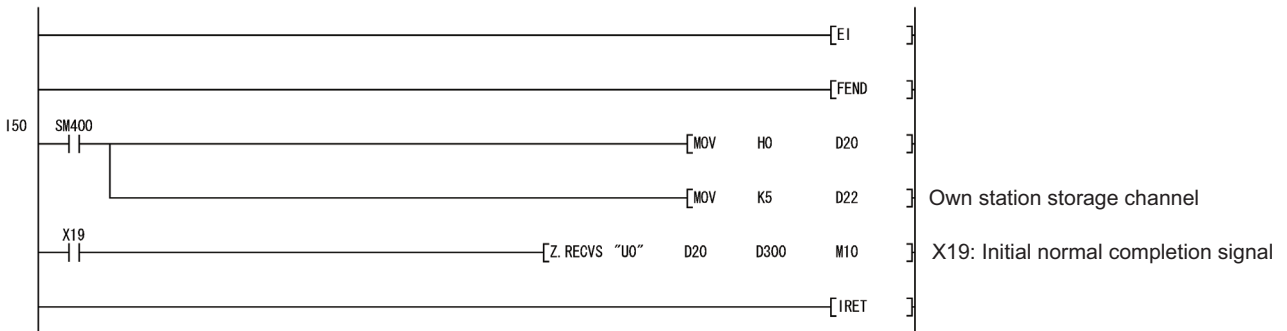 [EI ]
[FEND ]
I50 SM400 [MOV H0 D20 ]
[MOV K5 D22 ] Own station storage channel
X19 [Z.RECVS "U0" D20 D300 M10 ] X19: Initial normal completion signal
[IRET ]